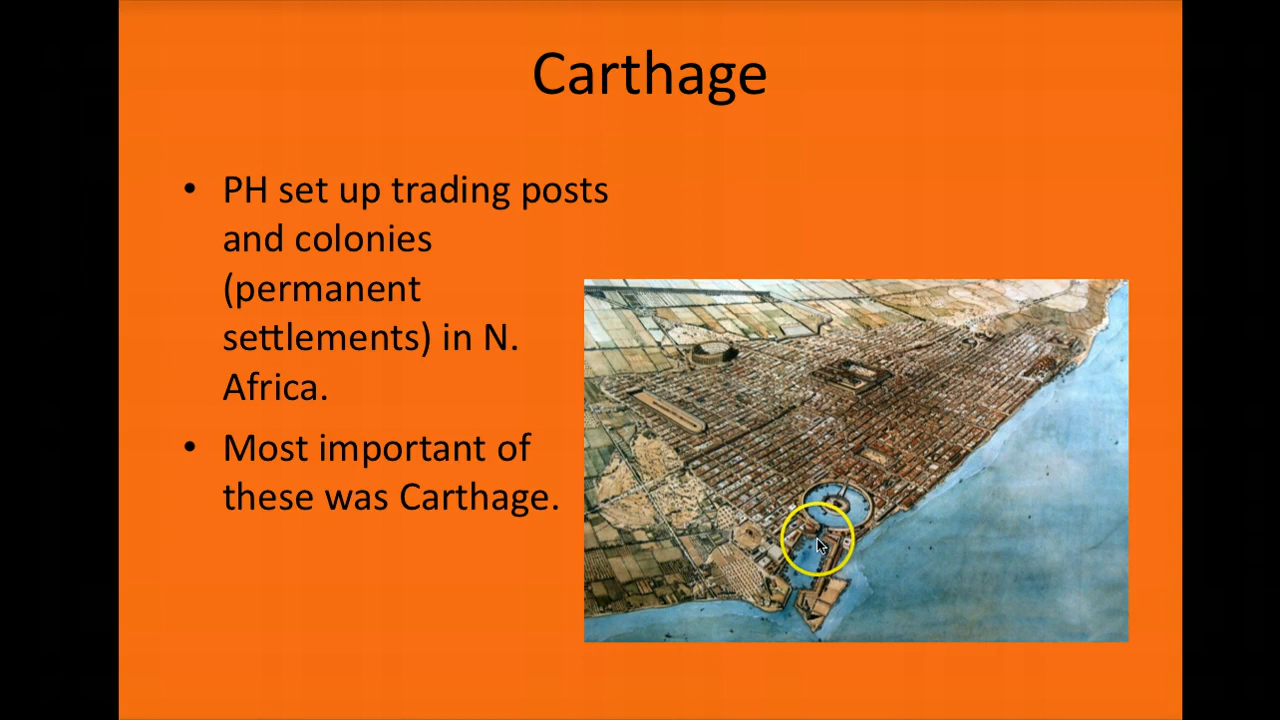 Carthage
• PH set up trading posts
and colonies
(permanent
settlements) in N.
Africa.
• Most important of
these was Carthage.